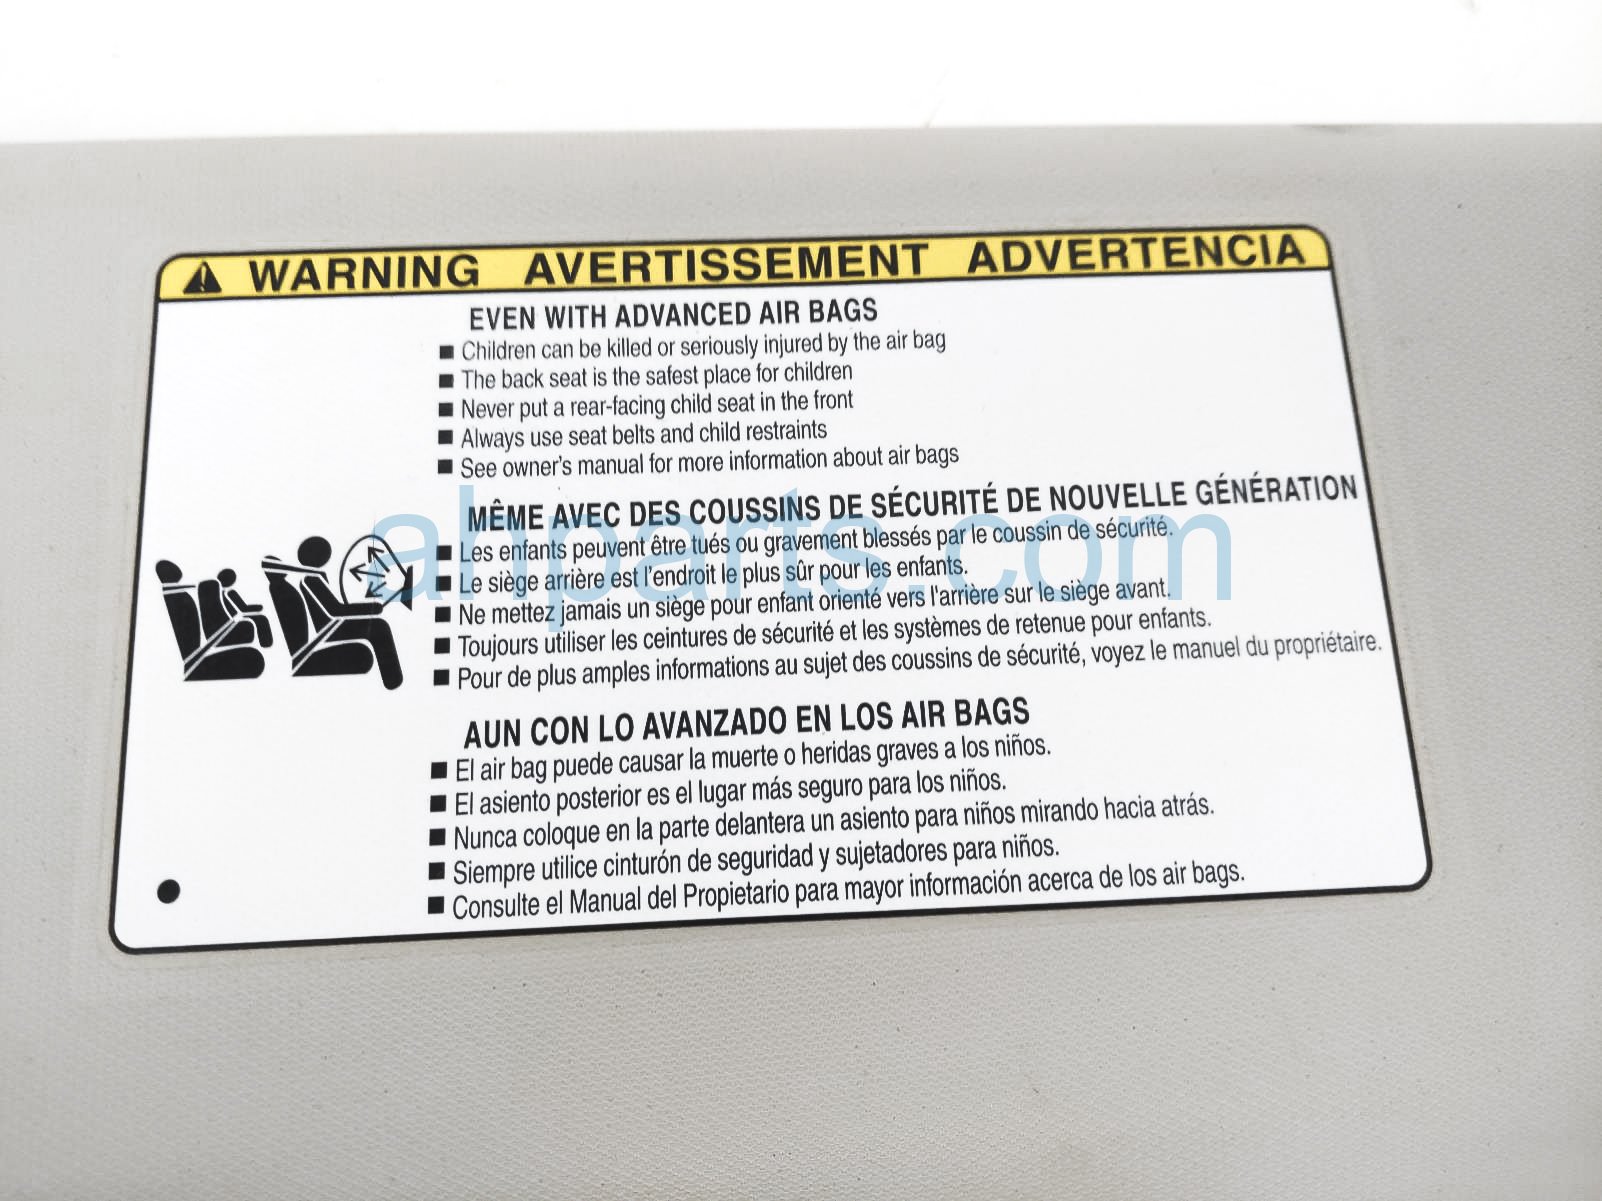 WARNING AVERTISSEMENT ADVERTENCIA
EVEN WITH ADVANCED AIR BAGS
■ Children can be killed or seriously injured by the air bag
■ The back seat is the safest place for children
■ Never put a rear-facing child seat in the front
■ Always use seat belts and child restraints
■ See owner's manual for more information about air bags
MÊME AVEC DES COUSSINS DE SÉCURITÉ DE NOUVELLE GÉNÉRATION
■ Les enfants peuvent être tués ou gravement blessés par le coussin de sécurité.
■ Le siège arrière est l'endroit le plus sûr pour les enfants.
■ Ne mettez jamais un siège pour enfant orienté vers l'arrière sur le siège avant.
■ Toujours utiliser les ceintures de sécurité et les systèmes de retenue pour enfants.
■ Pour de plus amples informations au sujet des coussins de sécurité, voyez le manuel du propriétaire.
AUN CON LO AVANZADO EN LOS AIR BAGS
■ El air bag puede causar la muerte o heridas graves a los niños.
■ El asiento posterior es el lugar más seguro para los niños.
■ Nunca coloque en la parte delantera un asiento para niños mirando hacia atrás.
■ Siempre utilice cinturón de seguridad y sujetadores para niños.
■ Consulte el Manual del Propietario para mayor información acerca de los air bags.
ahparts.com